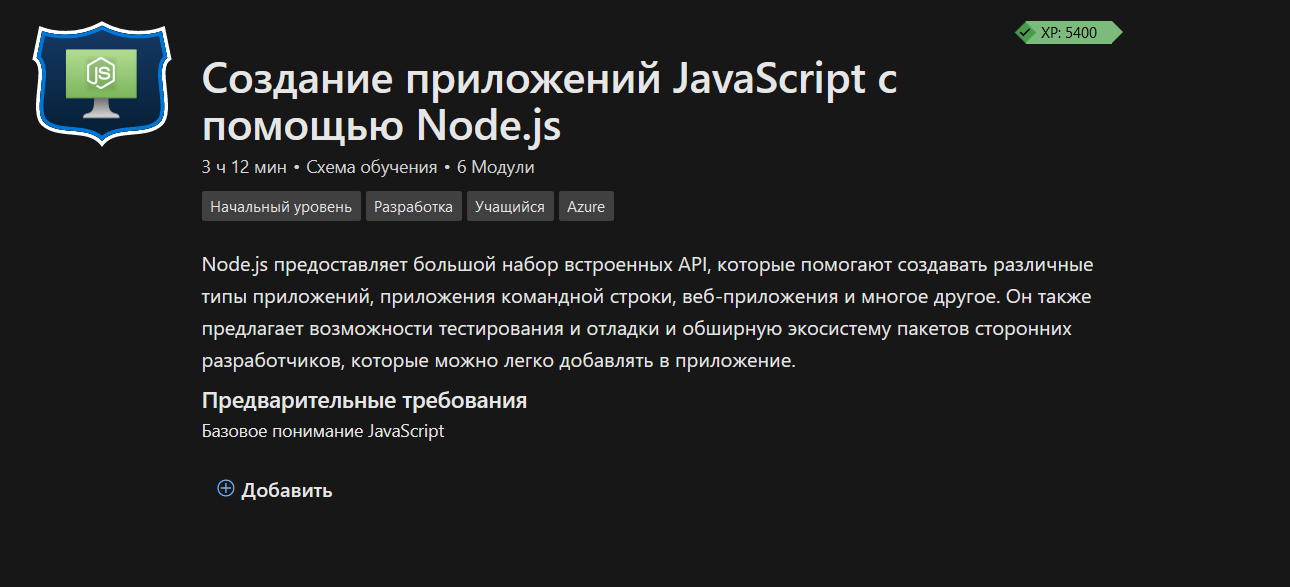 JS
XP: 5400
Создание приложений JavaScript с
помощью Node.js
3 ч 12 мин • Схема обучения • 6 Модули
Начальный уровень Разработка Учащийся Azure
Node.js предоставляет большой набор встроенных API, которые помогают создавать различные
типы приложений, приложения командной строки, веб-приложения и многое другое. Он также
предлагает возможности тестирования и отладки и обширную экосистему пакетов сторонних
разработчиков, которые можно легко добавлять в приложение.
Предварительные требования
Базовое понимание JavaScript
Добавить